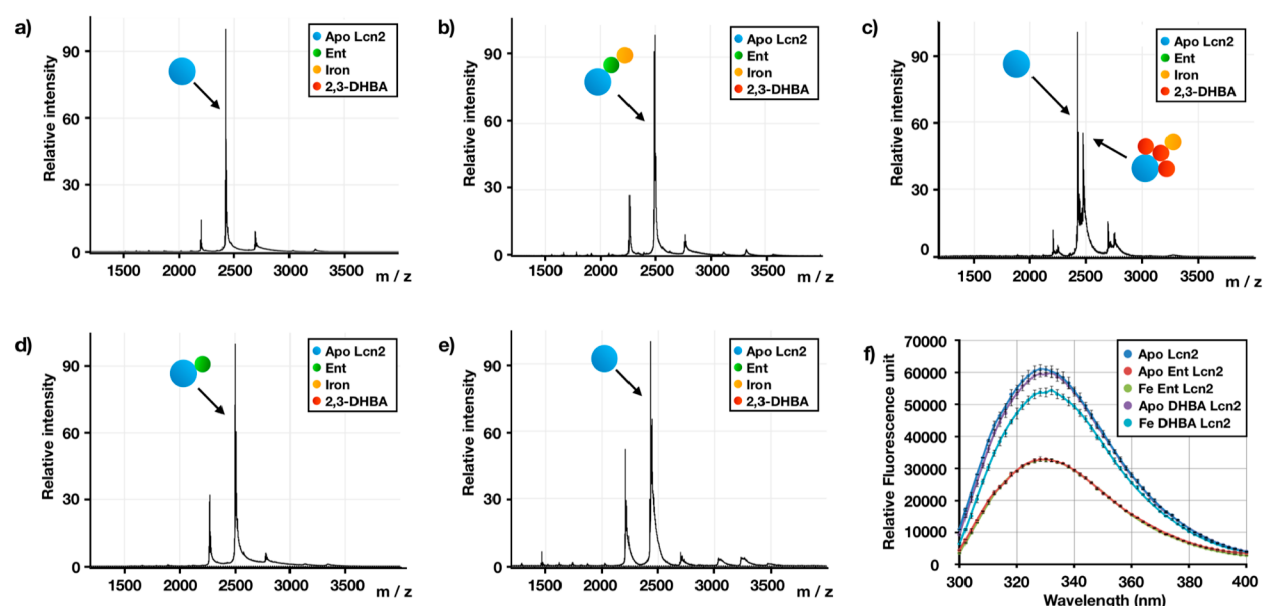 a)
Relative intensity
90
60
30
0
1500 2000 2500 3000 3500
m / z
Apo Lcn2
Ent
Iron
2,3-DHBA
b)
Relative intensity
90
60
30
0
1500 2000 2500 3000 3500
m / z
Apo Lcn2
Ent
Iron
2,3-DHBA
c)
Relative intensity
90
60
30
0
1500 2000 2500 3000 3500
m / z
Apo Lcn2
Ent
Iron
2,3-DHBA
d)
Relative intensity
90
60
30
0
1500 2000 2500 3000 3500
m / z
Apo Lcn2
Ent
Iron
2,3-DHBA
e)
Relative intensity
90
60
30
0
1500 2000 2500 3000 3500
m / z
Apo Lcn2
Ent
Iron
2,3-DHBA
f)
Relative Fluorescence unit
70000
60000
50000
40000
30000
20000
10000
0
300 320 340 360 380 400
Wavelength (nm)
Apo Lcn2
Apo Ent Lcn2
Fe Ent Lcn2
Apo DHBA Lcn2
Fe DHBA Lcn2